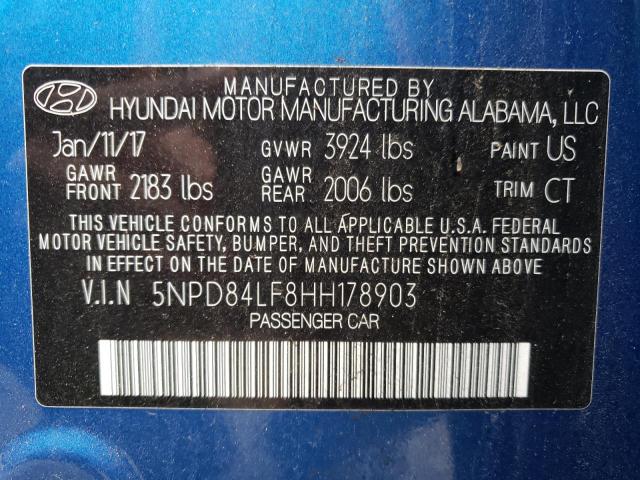 MANUFACTURED BY
HYUNDAI MOTOR MANUFACTURING ALABAMA, LLC
Jan/11/17 GVWR 3924 lbs PAINT US
GAWR FRONT 2183 lbs GAWR REAR 2006 lbs TRIM CT
THIS VEHICLE CONFORMS TO ALL APPLICABLE U.S.A. FEDERAL
MOTOR VEHICLE SAFETY, BUMPER, AND THEFT PREVENTION STANDARDS
IN EFFECT ON THE DATE OF MANUFACTURE SHOWN ABOVE.
V.I.N 5NPD84LF8HH178903
PASSENGER CAR